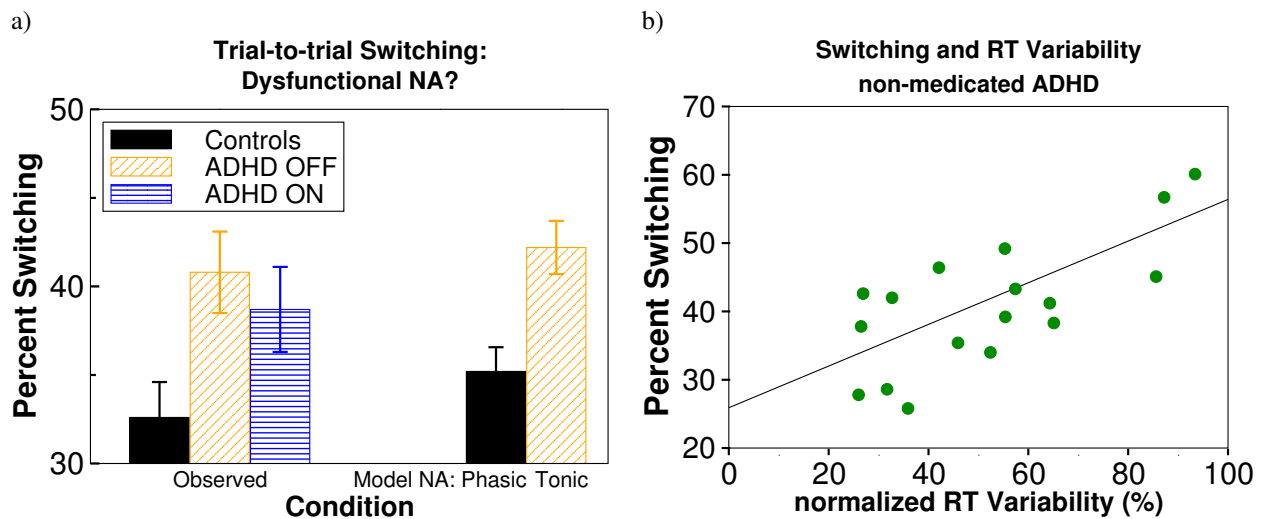 a)
Trial-to-trial Switching:
Dysfunctional NA?
Percent Switching
50
40
30
Controls
ADHD OFF
ADHD ON
Observed
Model NA: Phasic Tonic
Condition
b)
Switching and RT Variability
non-medicated ADHD
Percent Switching
70
60
50
40
30
20
0 20 40 60 80 100
normalized RT Variability (%)